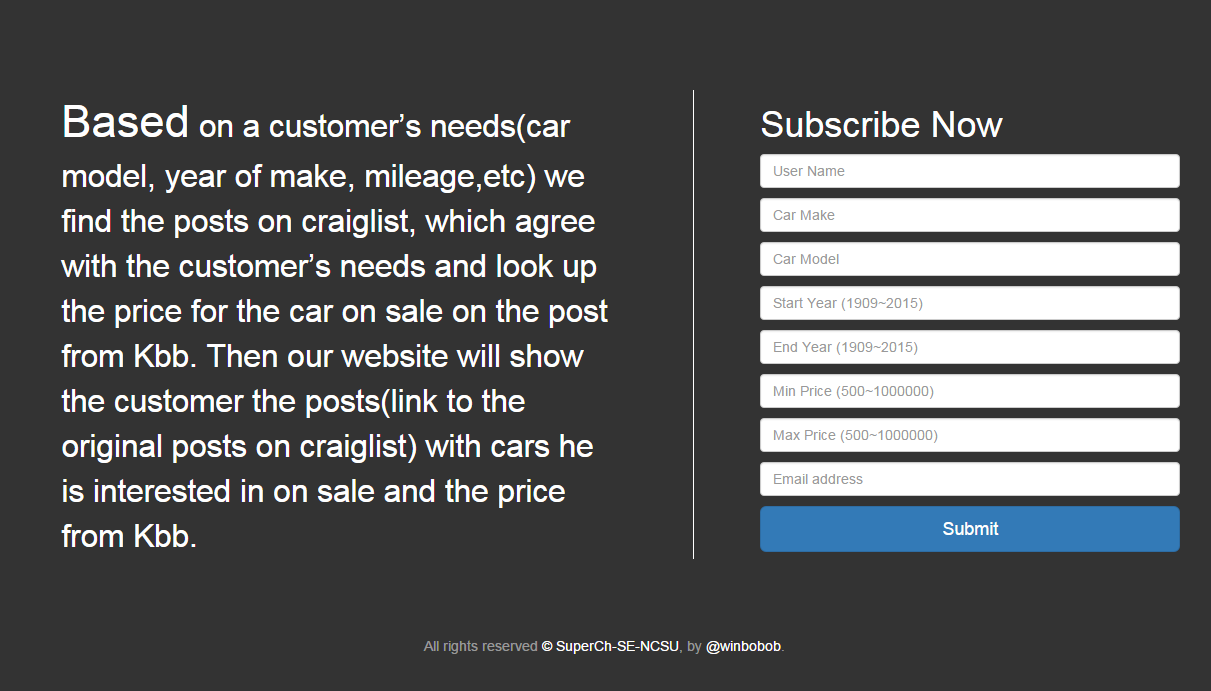 Based on a customer’s needs(car
model, year of make, mileage,etc) we
find the posts on craiglist, which agree
with the customer’s needs and look up
the price for the car on sale on the post
from Kbb. Then our website will show
the customer the posts(link to the
original posts on craiglist) with cars he
is interested in on sale and the price
from Kbb.
Subscribe Now
User Name
Car Make
Car Model
Start Year (1909~2015)
End Year (1909~2015)
Min Price (500~1000000)
Max Price (500~1000000)
Email address
Submit
All rights reserved © SuperCh-SE-NCSU, by @winbobob.